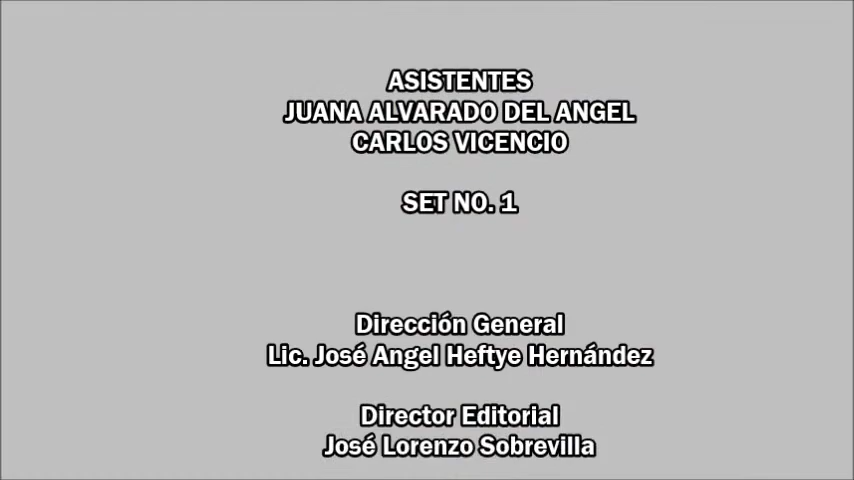 ASISTENTES
JUANA ALVARADO DEL ANGEL
CARLOS VICENCIO
SET NO. 1
Dirección General
Lic. José Angel Heftye Hernández
Director Editorial
José Lorenzo Sobrevilla